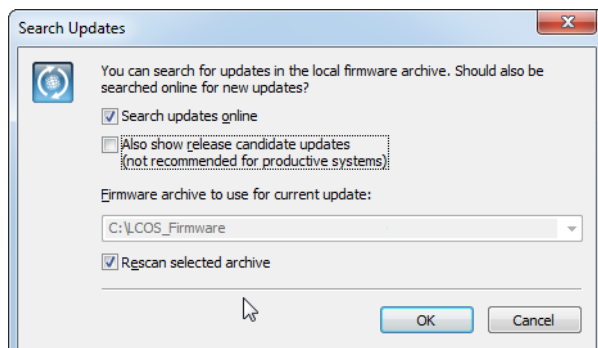 Search Updates
You can search for updates in the local firmware archive. Should also be
searched online for new updates?
Search updates online
Also show release candidate updates
(not recommended for productive systems)
Firmware archive to use for current update:
C:\LCOS_Firmware
Rescan selected archive
OK Cancel